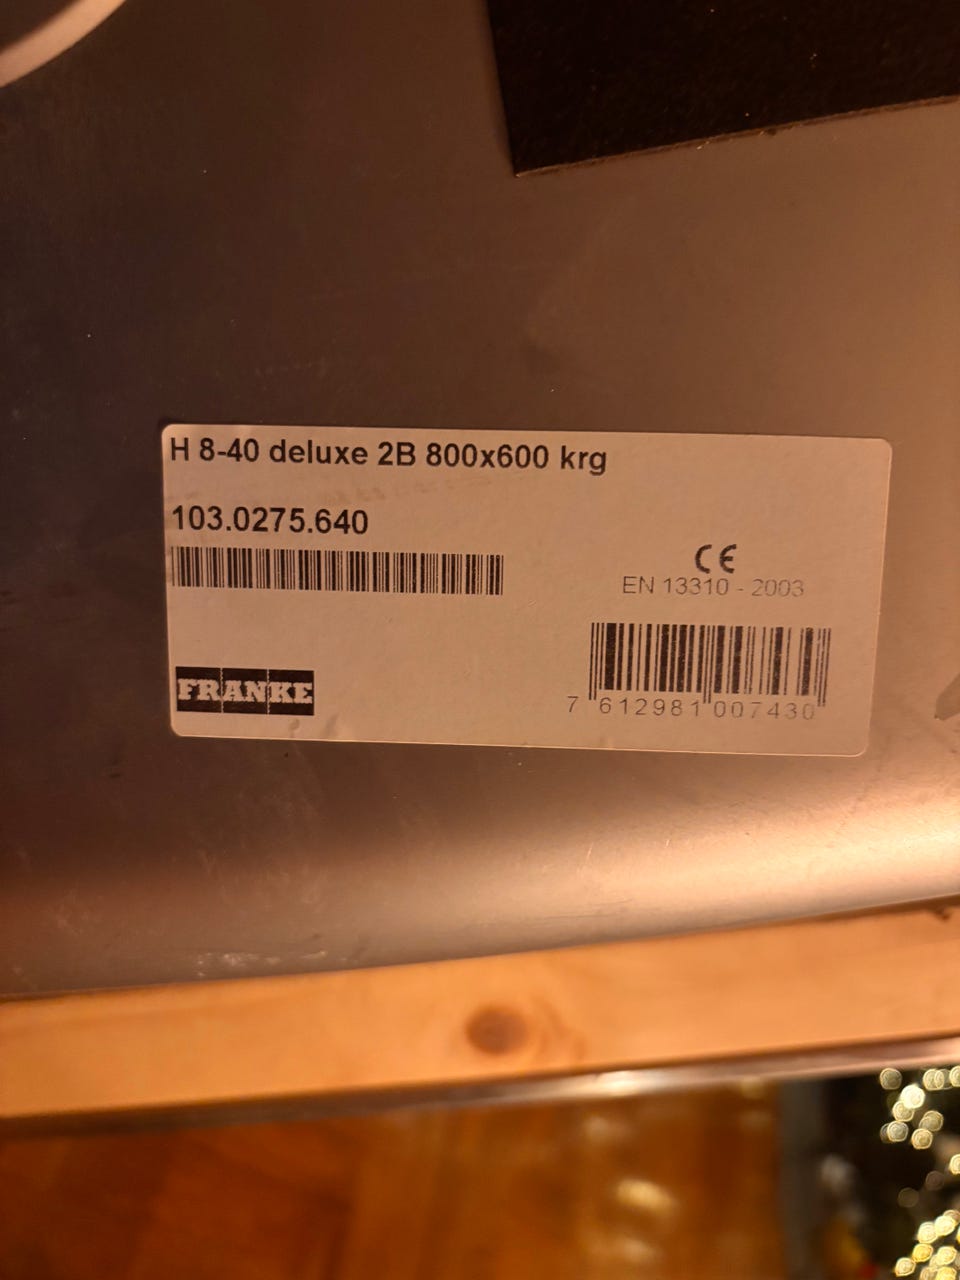 H 8-40 deluxe 2B 800x600 krg
103.0275.640
CE
EN 13310 - 2003
FRANKE
7 612981 007430